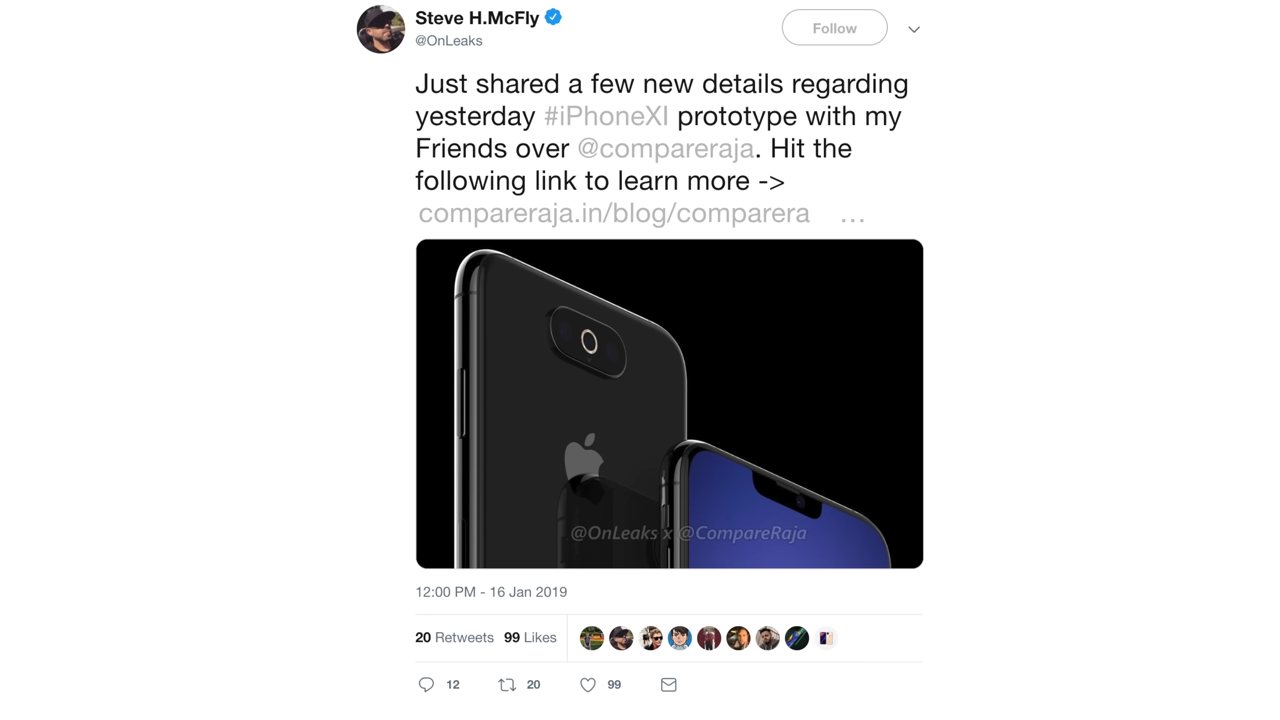 Steve H.McFly
@OnLeaks
Follow
Just shared a few new details regarding
yesterday #iPhoneXI prototype with my
Friends over @compareraja. Hit the
following link to learn more ->
compareraja.in/blog/comparera …
@OnLeaks x @CompareRaja
12:00 PM - 16 Jan 2019
20 Retweets 99 Likes
12 20 99